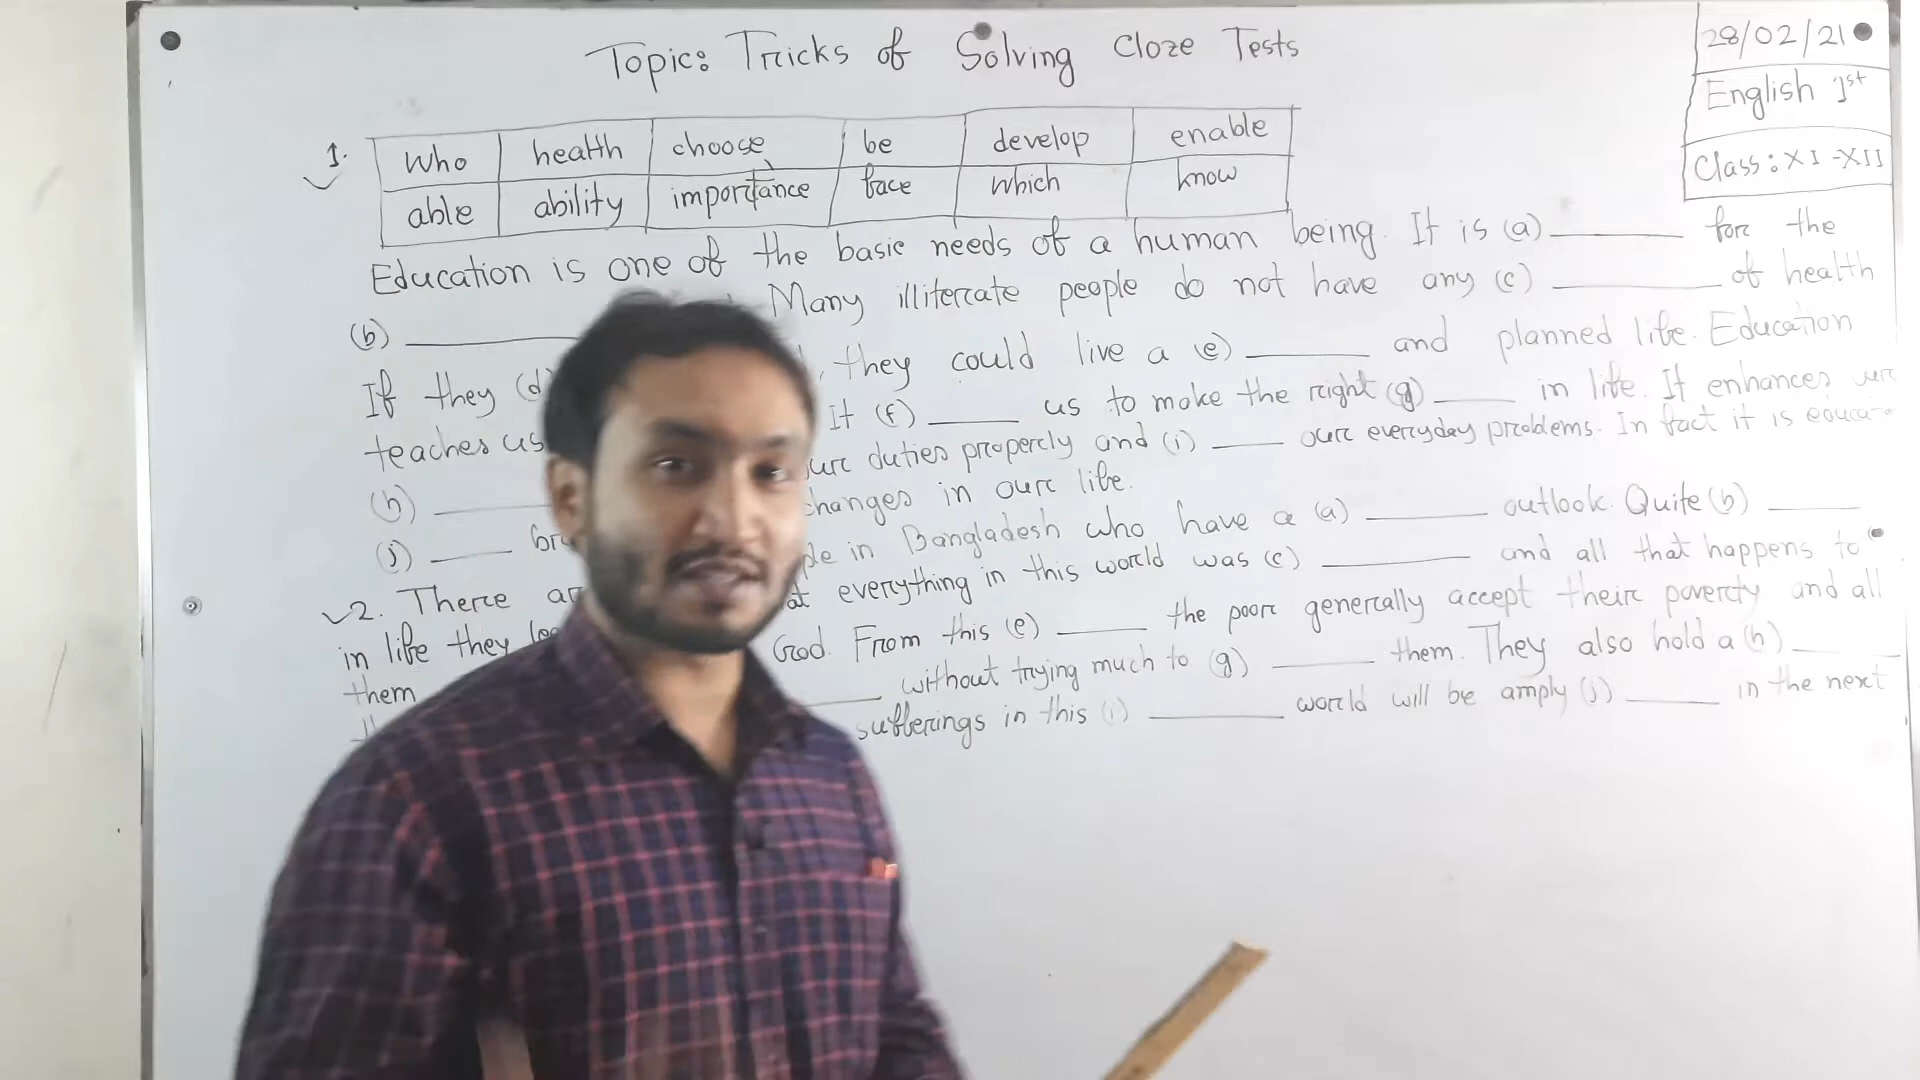 Topic: Tricks of Solving Cloze Tests
28/02/21
English 1st
Class: XI-XII
1.
who health choose be develop enable
able ability importance face which know
Education is one of the basic needs of a human being. It is (a) ______ for the
(b) ______ Many illiterate people do not have any (c) ______ of health
If they (d) , they could live a (e) ______ and planned life. Education
teaches us It (f) ______ us to make the right (g) ______ in life. It enhances our
(h) ______ our duties properly and (i) ______ our everyday problems. In fact it is
(j) ______ changes in our life.
2. There in Bangladesh who have a (a) ______ outlook. Quite (b) ______
in life they everything in this world was (c) ______ and all that happens to
them God. From this (e) ______ the poor generally accept their poverty and all
______ without trying much to (g) ______ them. They also hold a (h) ______
sufferings in this (i) ______ world will be amply (j) ______ in the next